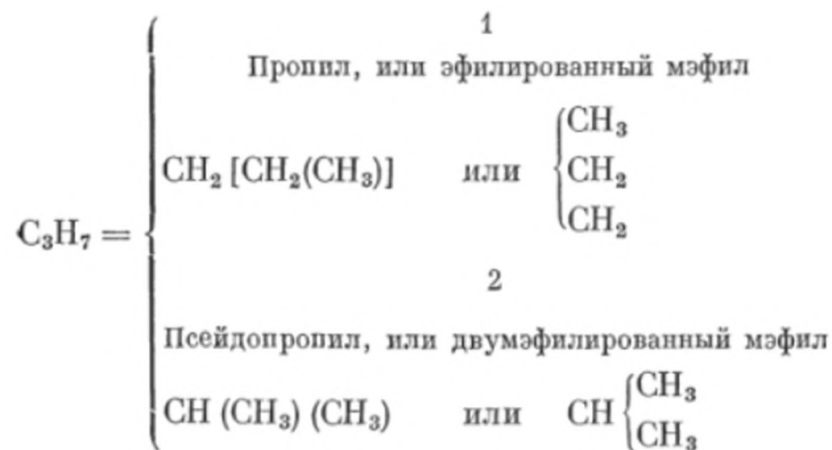 1
Пропил, или эфилированный мэфил
CH₂ [CH₂(CH₃)] или { CH₃
CH₂
CH₂
C₃H₇ = {
2
Псейдопропил, или двумэфилированный мэфил
CH (CH₃) (CH₃) или CH { CH₃
CH₃